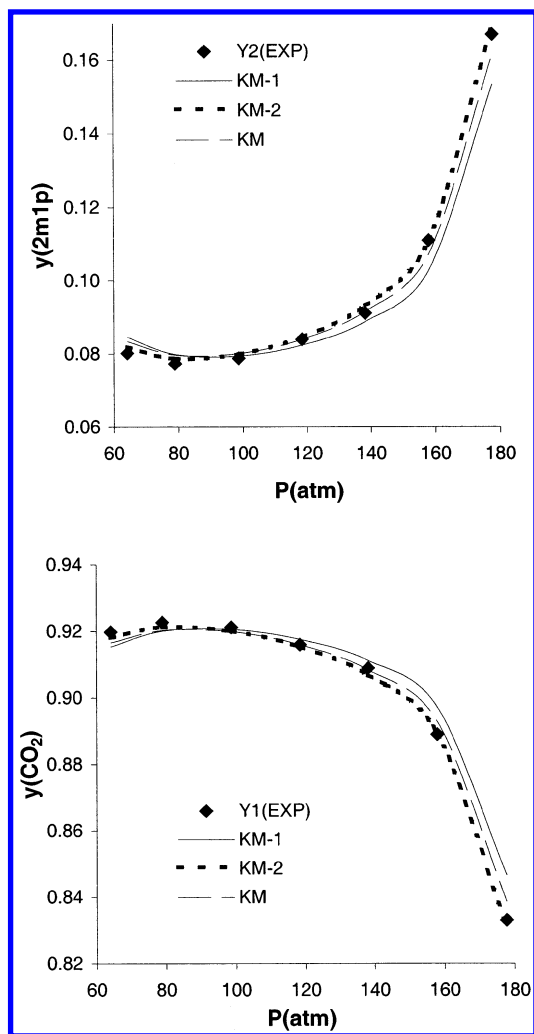 0.16
0.14
0.12
0.10
0.08
0.06
60 80 100 120 140 160 180
y(2m1p)
P(atm)
Y2(EXP)
KM-1
KM-2
KM
0.94
0.92
0.90
0.88
0.86
0.84
0.82
60 80 100 120 140 160 180
y(CO₂)
P(atm)
Y1(EXP)
KM-1
KM-2
KM